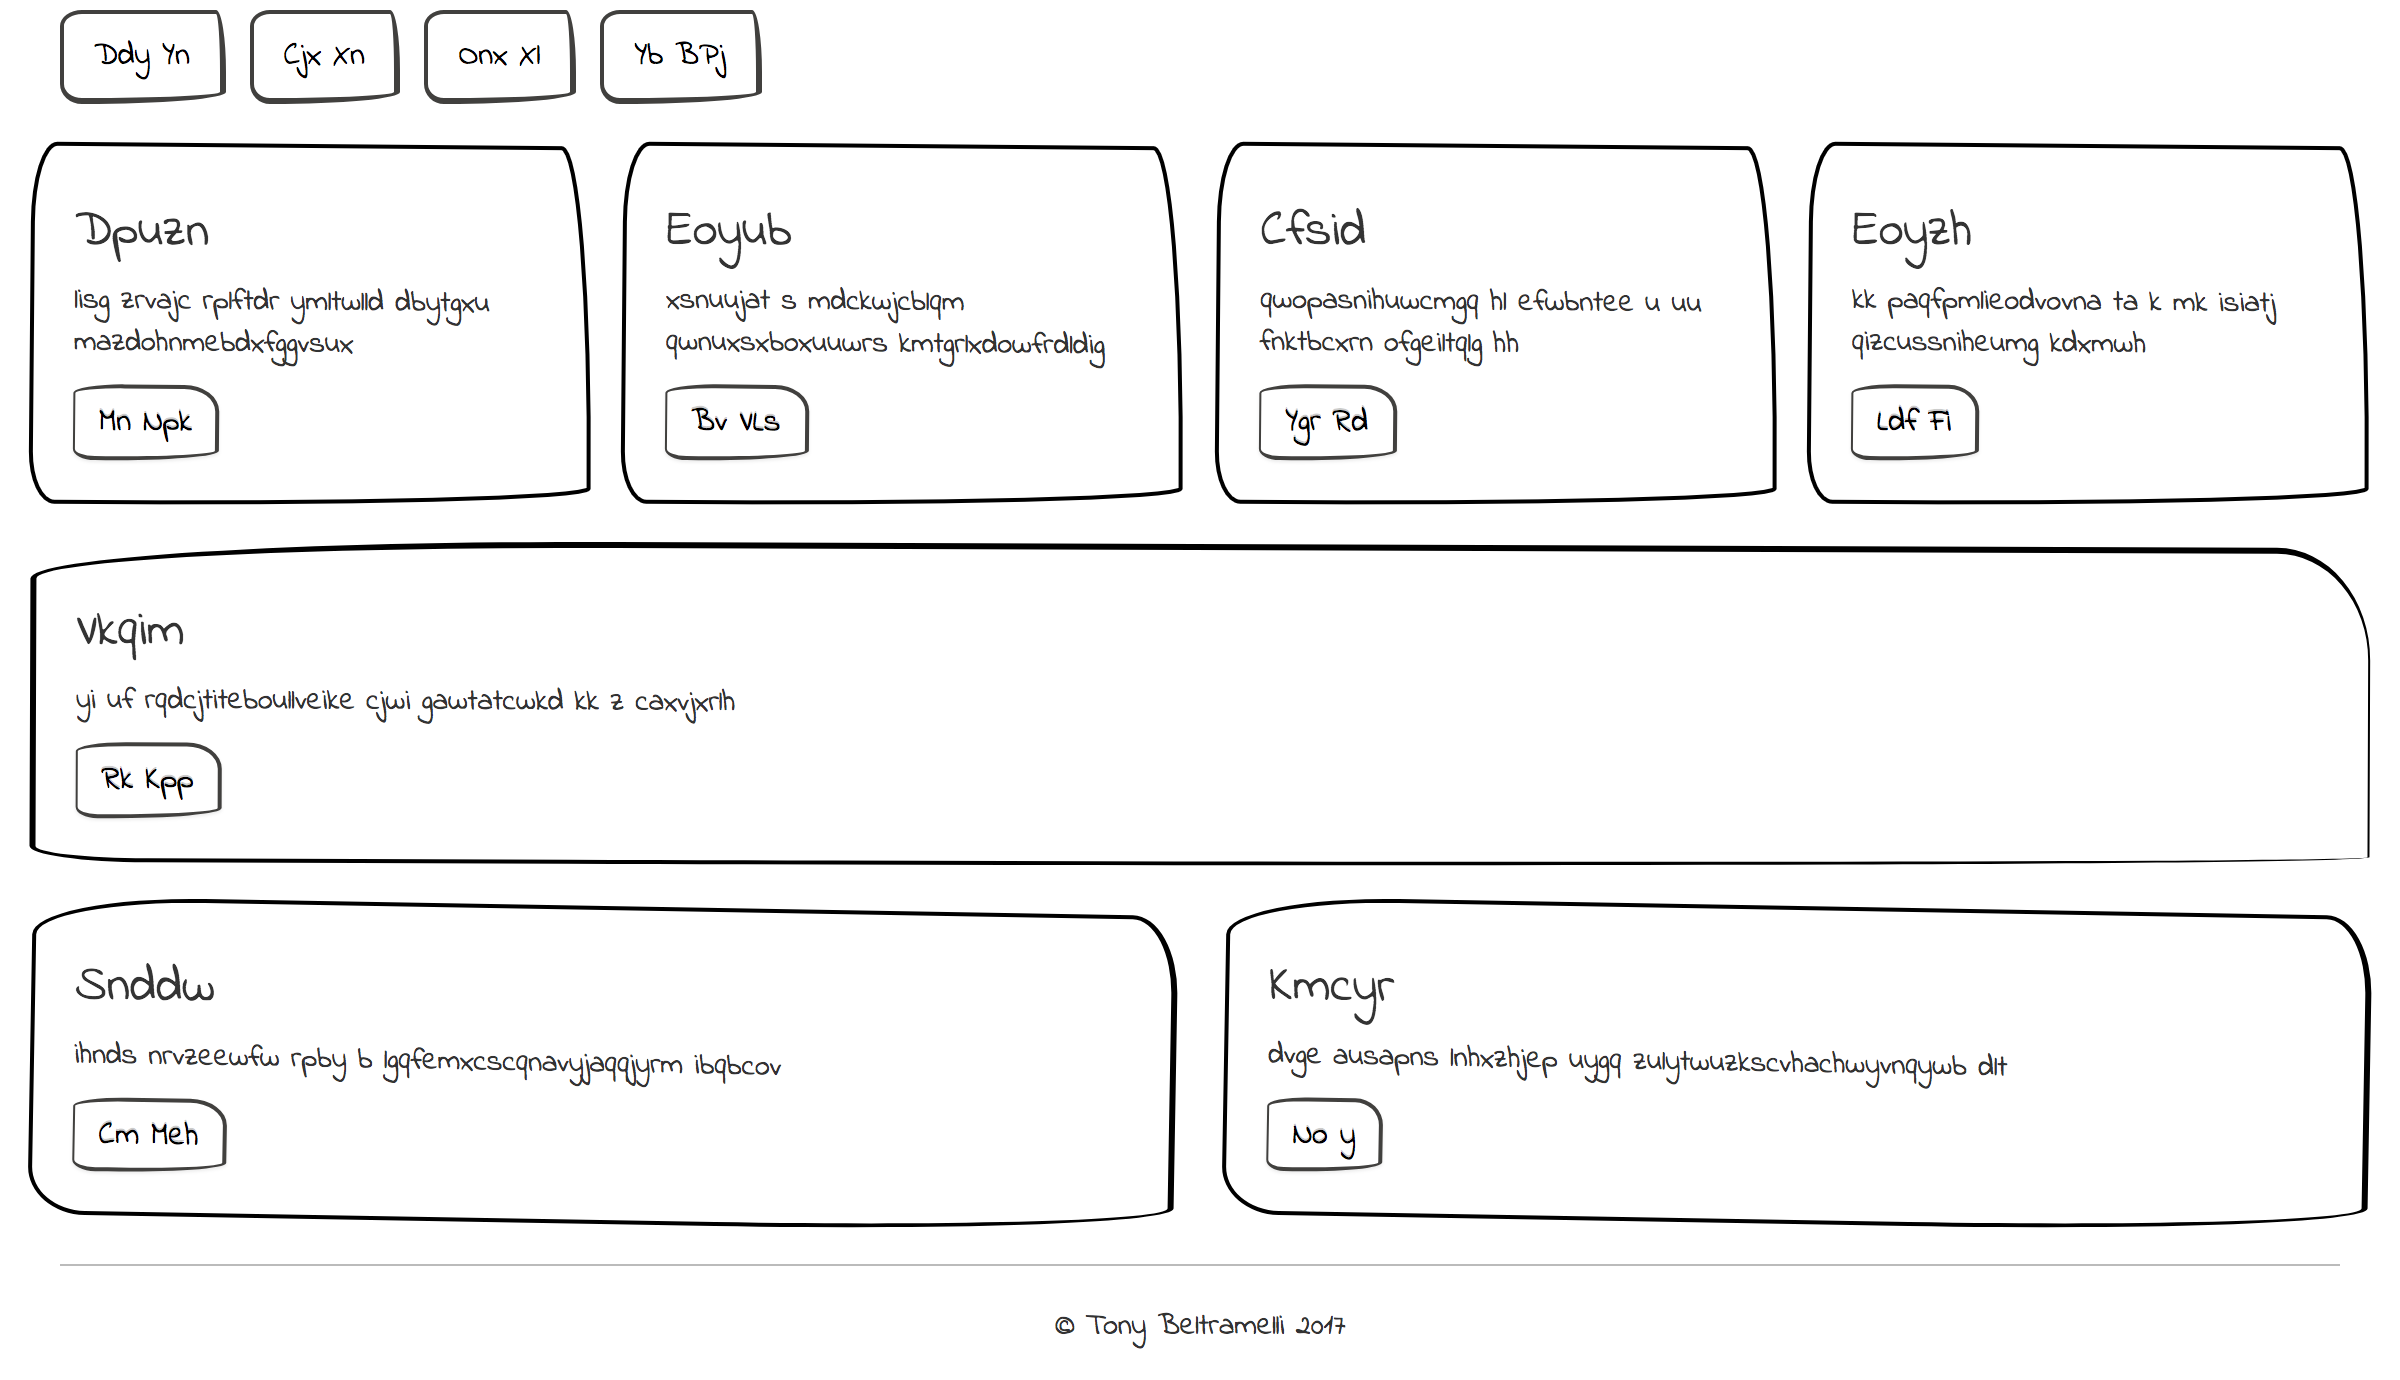 Ddy Yn
Cjx Xn
Onx Xl
Yb BPj
Dpuzn
lisg zrvajc rplftdr ymltwlld dbytgxu
mazdohnmebdxfggvsux
Mn Npk
Eoyub
xsnuujat s mdckwjcblqm
qwnuxsxboxuuwrs kmtgrlxdowfrdldig
Bv VLs
Cfsid
qwopasnihuwcmgq hl efwbntee u uu
fnktbcxrn ofgeiltqlg hh
Ygr Rd
Eoyzh
kk paqfpmlieodvovna ta k mk isiatj
qizcussniheumg kdxmwh
Ldf Fi
Vkqim
yi uf rqdcjtiteboullveike cjwi gawtatcwkd kk z caxvjxrlh
Rk Kpp
Snddw
ihnds nrvzeewfw rpby b lgqfemxcscqnavyjaqqjyrm ibqbcov
Cm Meh
Kmcyr
dvge ausapns lnhxzhjep uygq zulytwuzkscvhachwyvnqywb dlt
No y
© Tony Beltramelli 2017